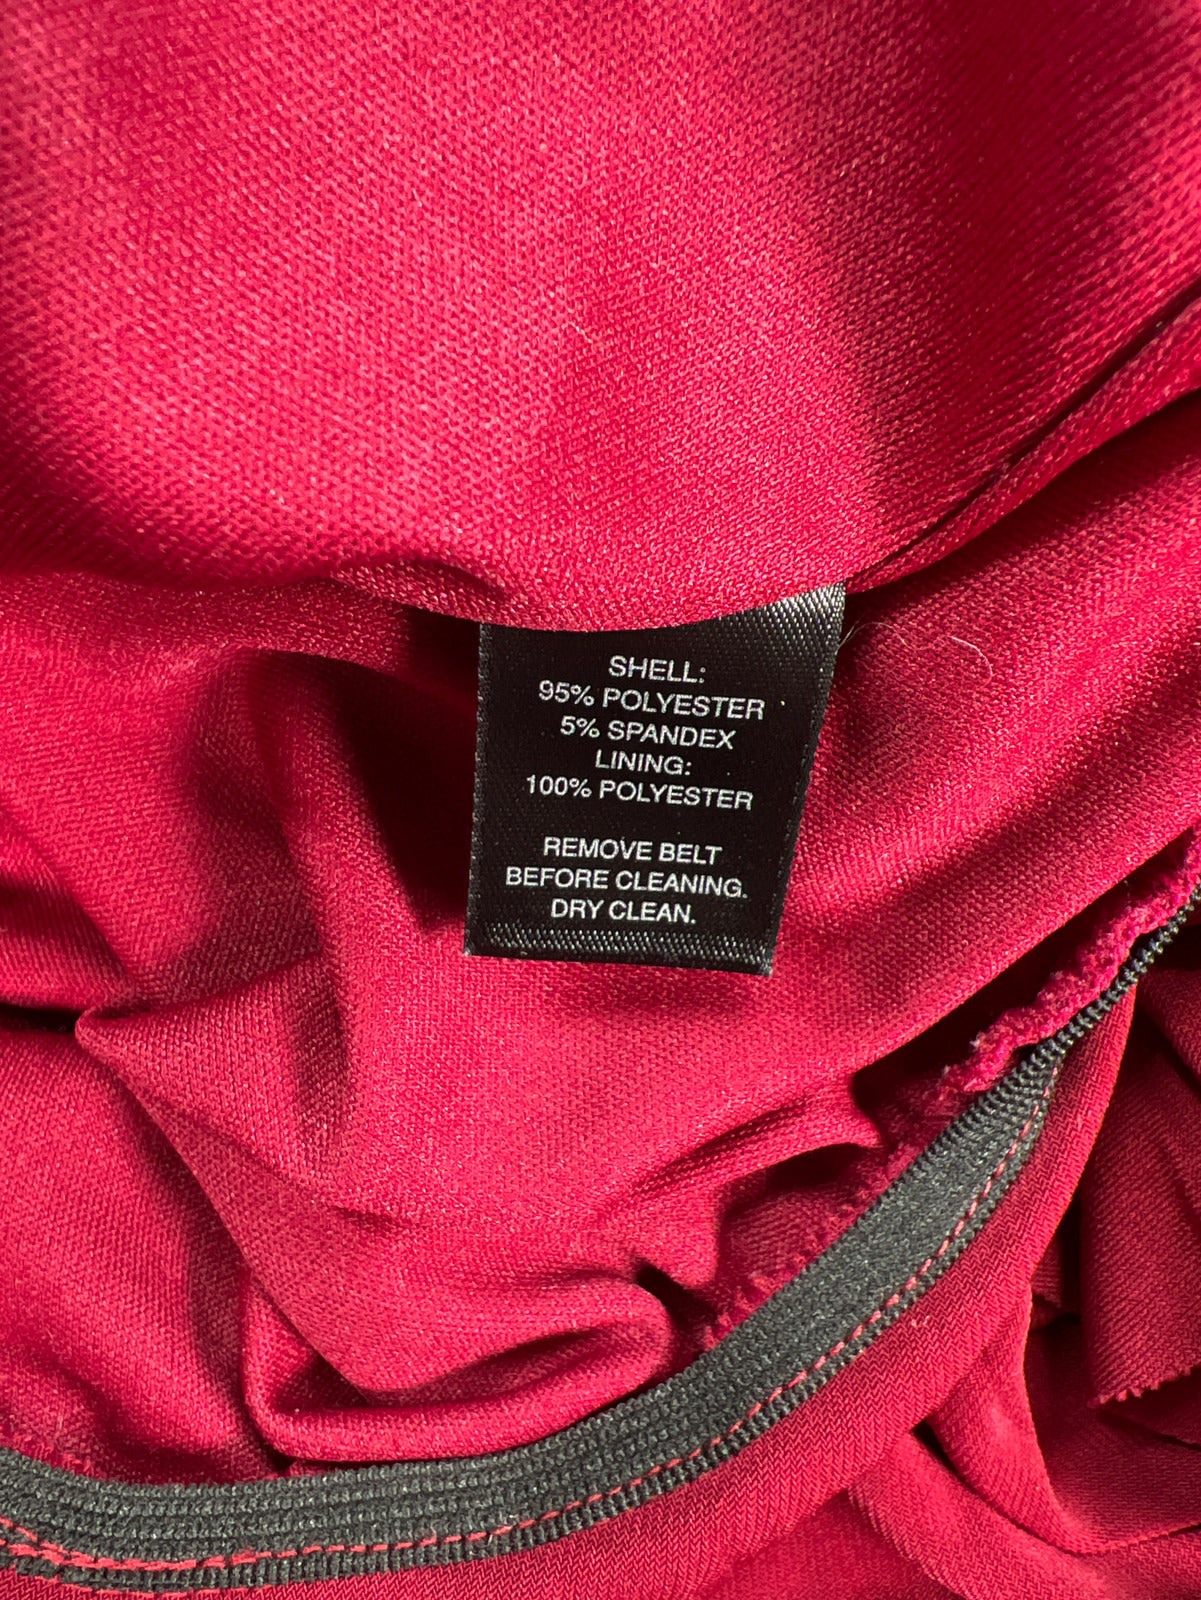 SHELL:
95% POLYESTER
5% SPANDEX
LINING:
100% POLYESTER
REMOVE BELT
BEFORE CLEANING.
DRY CLEAN.